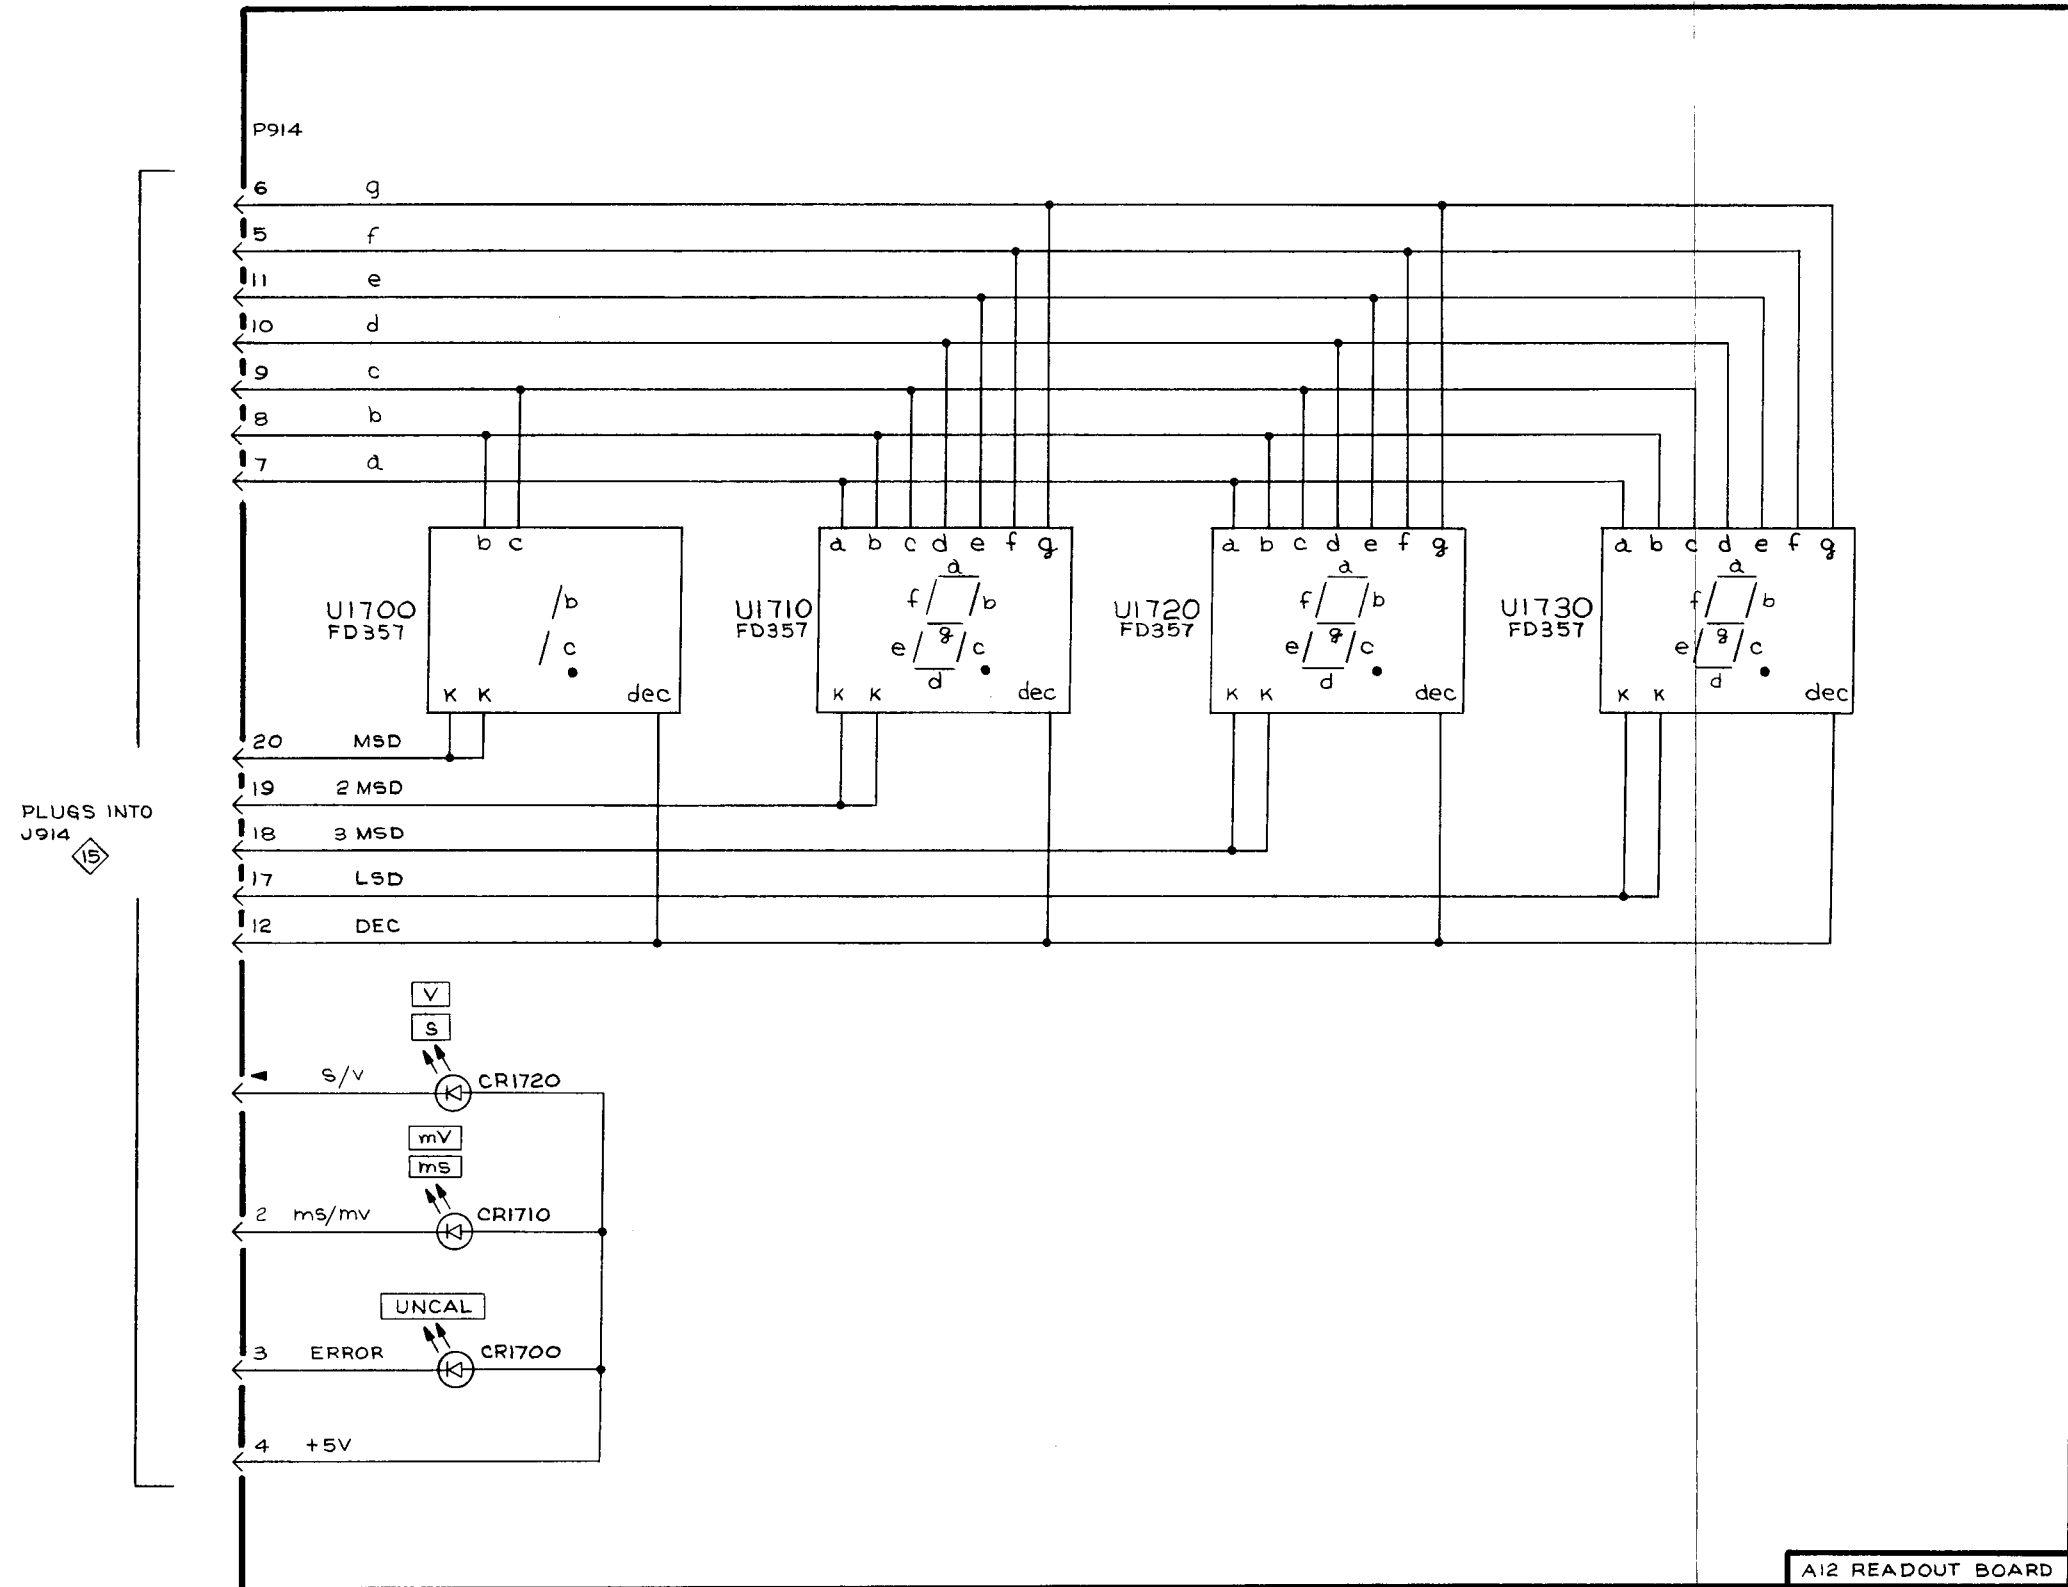 P914
6 g
5 f
11 e
10 d
9 c
8 b
7 a
b c
a b c d e f g
a b c d e f g
a b c d e f g
U1700
FD357
b
c
K K dec
U1710
FD357
a
f b
g
e c
d
K K dec
U1720
FD357
a
f b
g
e c
d
K K dec
U1730
FD357
a
f b
g
e c
d
K K dec
20 MSD
19 2 MSD
18 3 MSD
17 LSD
12 DEC
PLUGS INTO
J914
15
V
S
S/V CR1720
mV
ms
2 ms/mv CR1710
UNCAL
3 ERROR CR1700
4 +5V
A12 READOUT BOARD